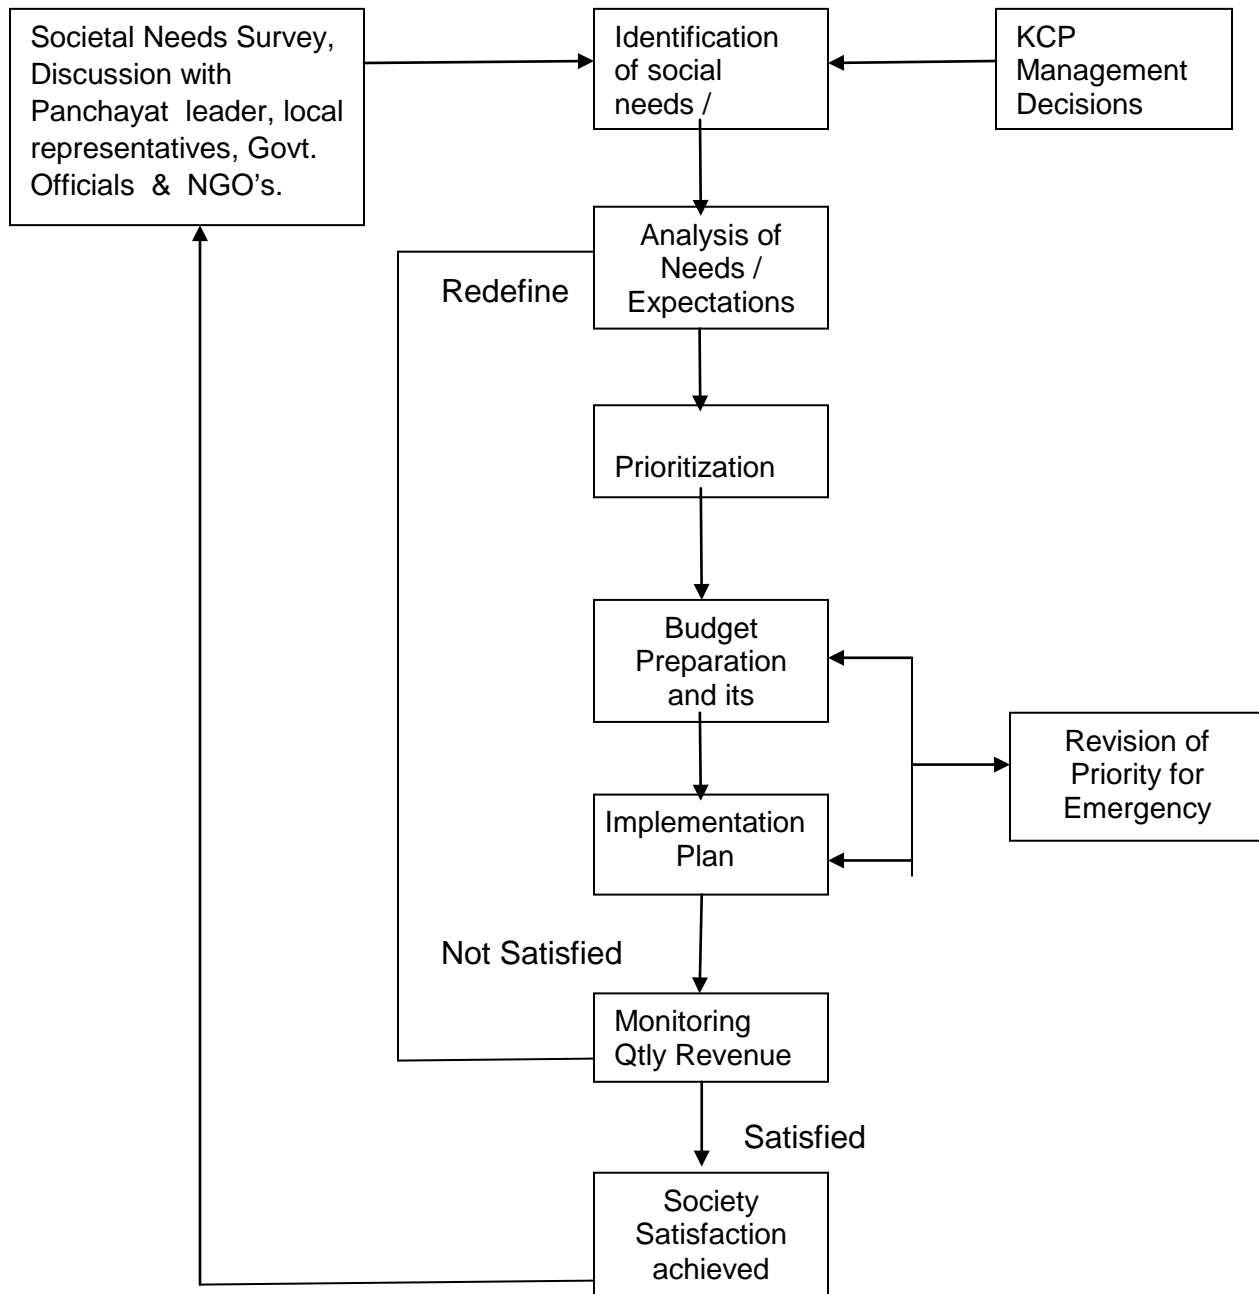 Societal Needs Survey,
Discussion with
Panchayat leader, local
representatives, Govt.
Officials & NGO's.
Identification
of social
needs /
KCP
Management
Decisions
Analysis of
Needs /
Expectations
Redefine
Prioritization
Budget
Preparation
and its
Revision of
Priority for
Emergency
Implementation
Plan
Not Satisfied
Monitoring
Qtly Revenue
Satisfied
Society
Satisfaction
achieved